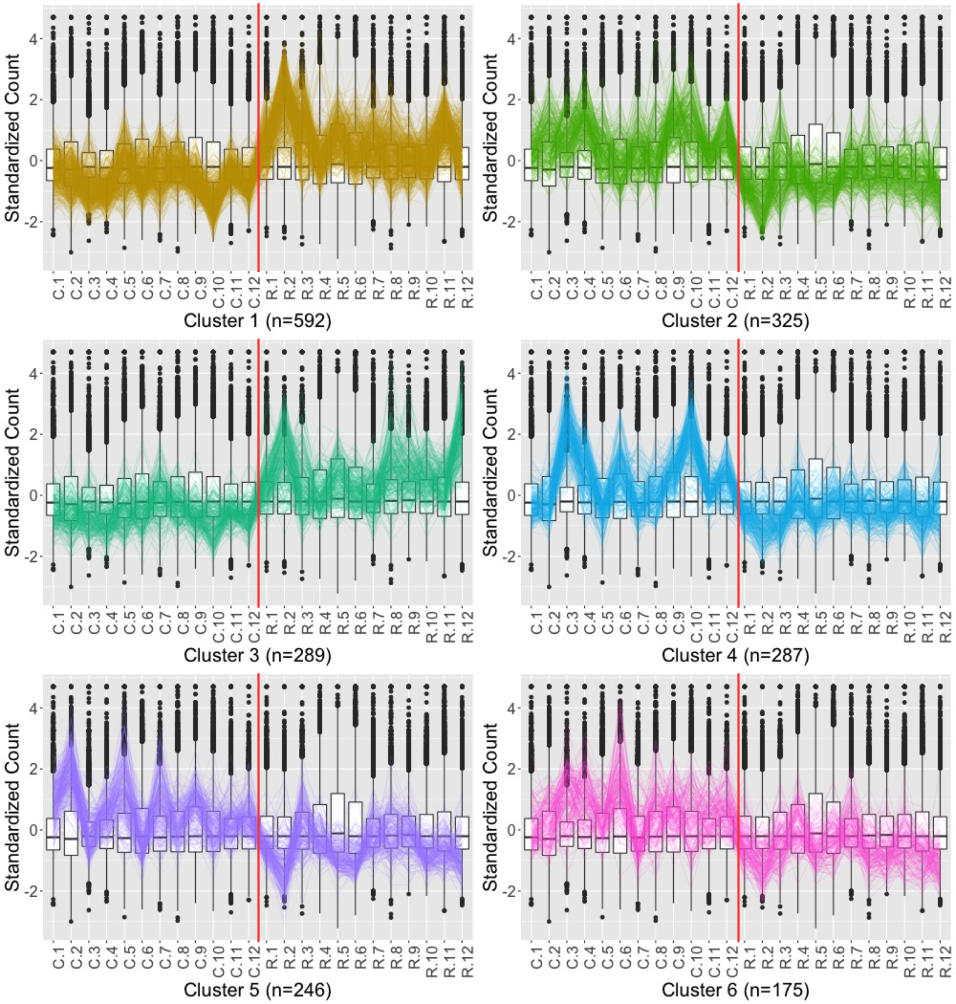 Standardized Count
4
2
0
-2
C.1 C.2 C.3 C.4 C.5 C.6 C.7 C.8 C.9 C.10 C.11 C.12 R.1 R.2 R.3 R.4 R.5 R.6 R.7 R.8 R.9 R.10 R.11 R.12
Cluster 1 (n=592)
Standardized Count
4
2
0
-2
C.1 C.2 C.3 C.4 C.5 C.6 C.7 C.8 C.9 C.10 C.11 C.12 R.1 R.2 R.3 R.4 R.5 R.6 R.7 R.8 R.9 R.10 R.11 R.12
Cluster 2 (n=325)
Standardized Count
4
2
0
-2
C.1 C.2 C.3 C.4 C.5 C.6 C.7 C.8 C.9 C.10 C.11 C.12 R.1 R.2 R.3 R.4 R.5 R.6 R.7 R.8 R.9 R.10 R.11 R.12
Cluster 3 (n=289)
Standardized Count
4
2
0
-2
C.1 C.2 C.3 C.4 C.5 C.6 C.7 C.8 C.9 C.10 C.11 C.12 R.1 R.2 R.3 R.4 R.5 R.6 R.7 R.8 R.9 R.10 R.11 R.12
Cluster 4 (n=287)
Standardized Count
4
2
0
-2
C.1 C.2 C.3 C.4 C.5 C.6 C.7 C.8 C.9 C.10 C.11 C.12 R.1 R.2 R.3 R.4 R.5 R.6 R.7 R.8 R.9 R.10 R.11 R.12
Cluster 5 (n=246)
Standardized Count
4
2
0
-2
C.1 C.2 C.3 C.4 C.5 C.6 C.7 C.8 C.9 C.10 C.11 C.12 R.1 R.2 R.3 R.4 R.5 R.6 R.7 R.8 R.9 R.10 R.11 R.12
Cluster 6 (n=175)